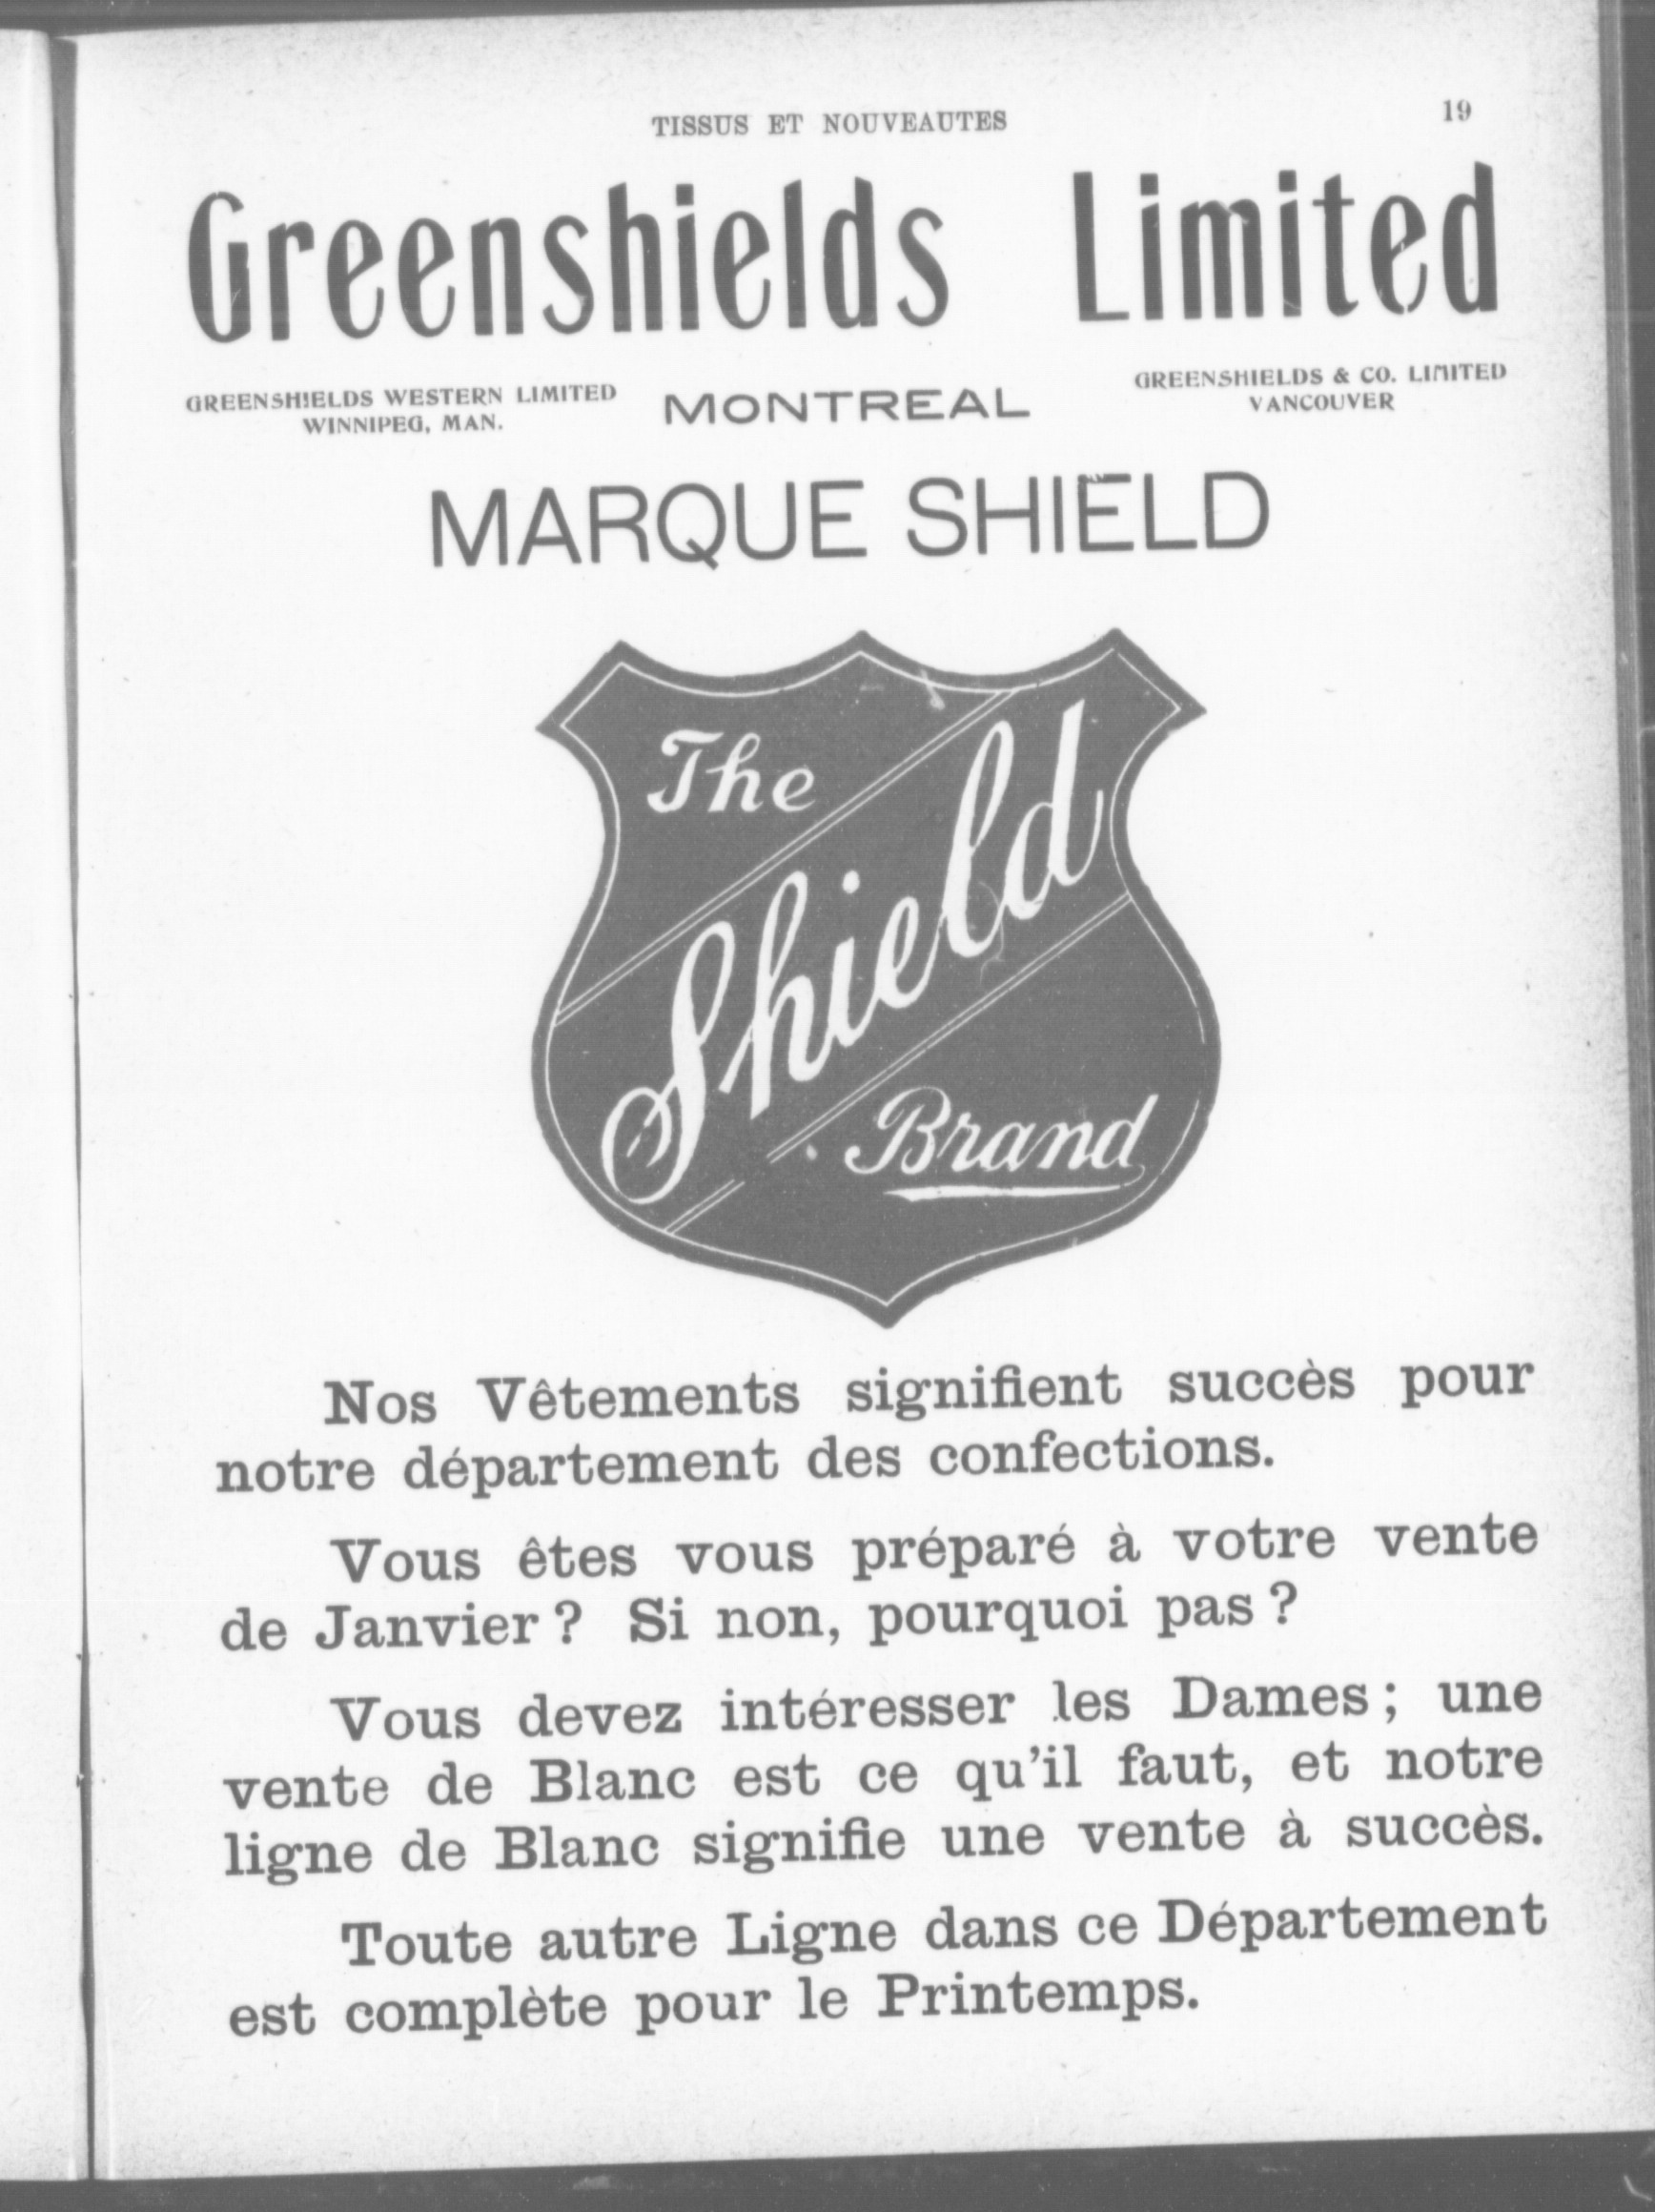 TISSUS ET NOUVEAUTES 19
Greenshields Limited
GREENSHIELDS WESTERN LIMITED
WINNIPEG, MAN.
MONTREAL
GREENSHIELDS & CO. LIMITED
VANCOUVER
MARQUE SHIELD
The
Shield
Brand
Nos Vêtements signifient succès pour
notre département des confections.
Vous êtes vous préparé à votre vente
de Janvier ? Si non, pourquoi pas ?
Vous devez intéresser les Dames ; une
vente de Blanc est ce qu'il faut, et notre
ligne de Blanc signifie une vente à succès.
Toute autre Ligne dans ce Département
est complète pour le Printemps.